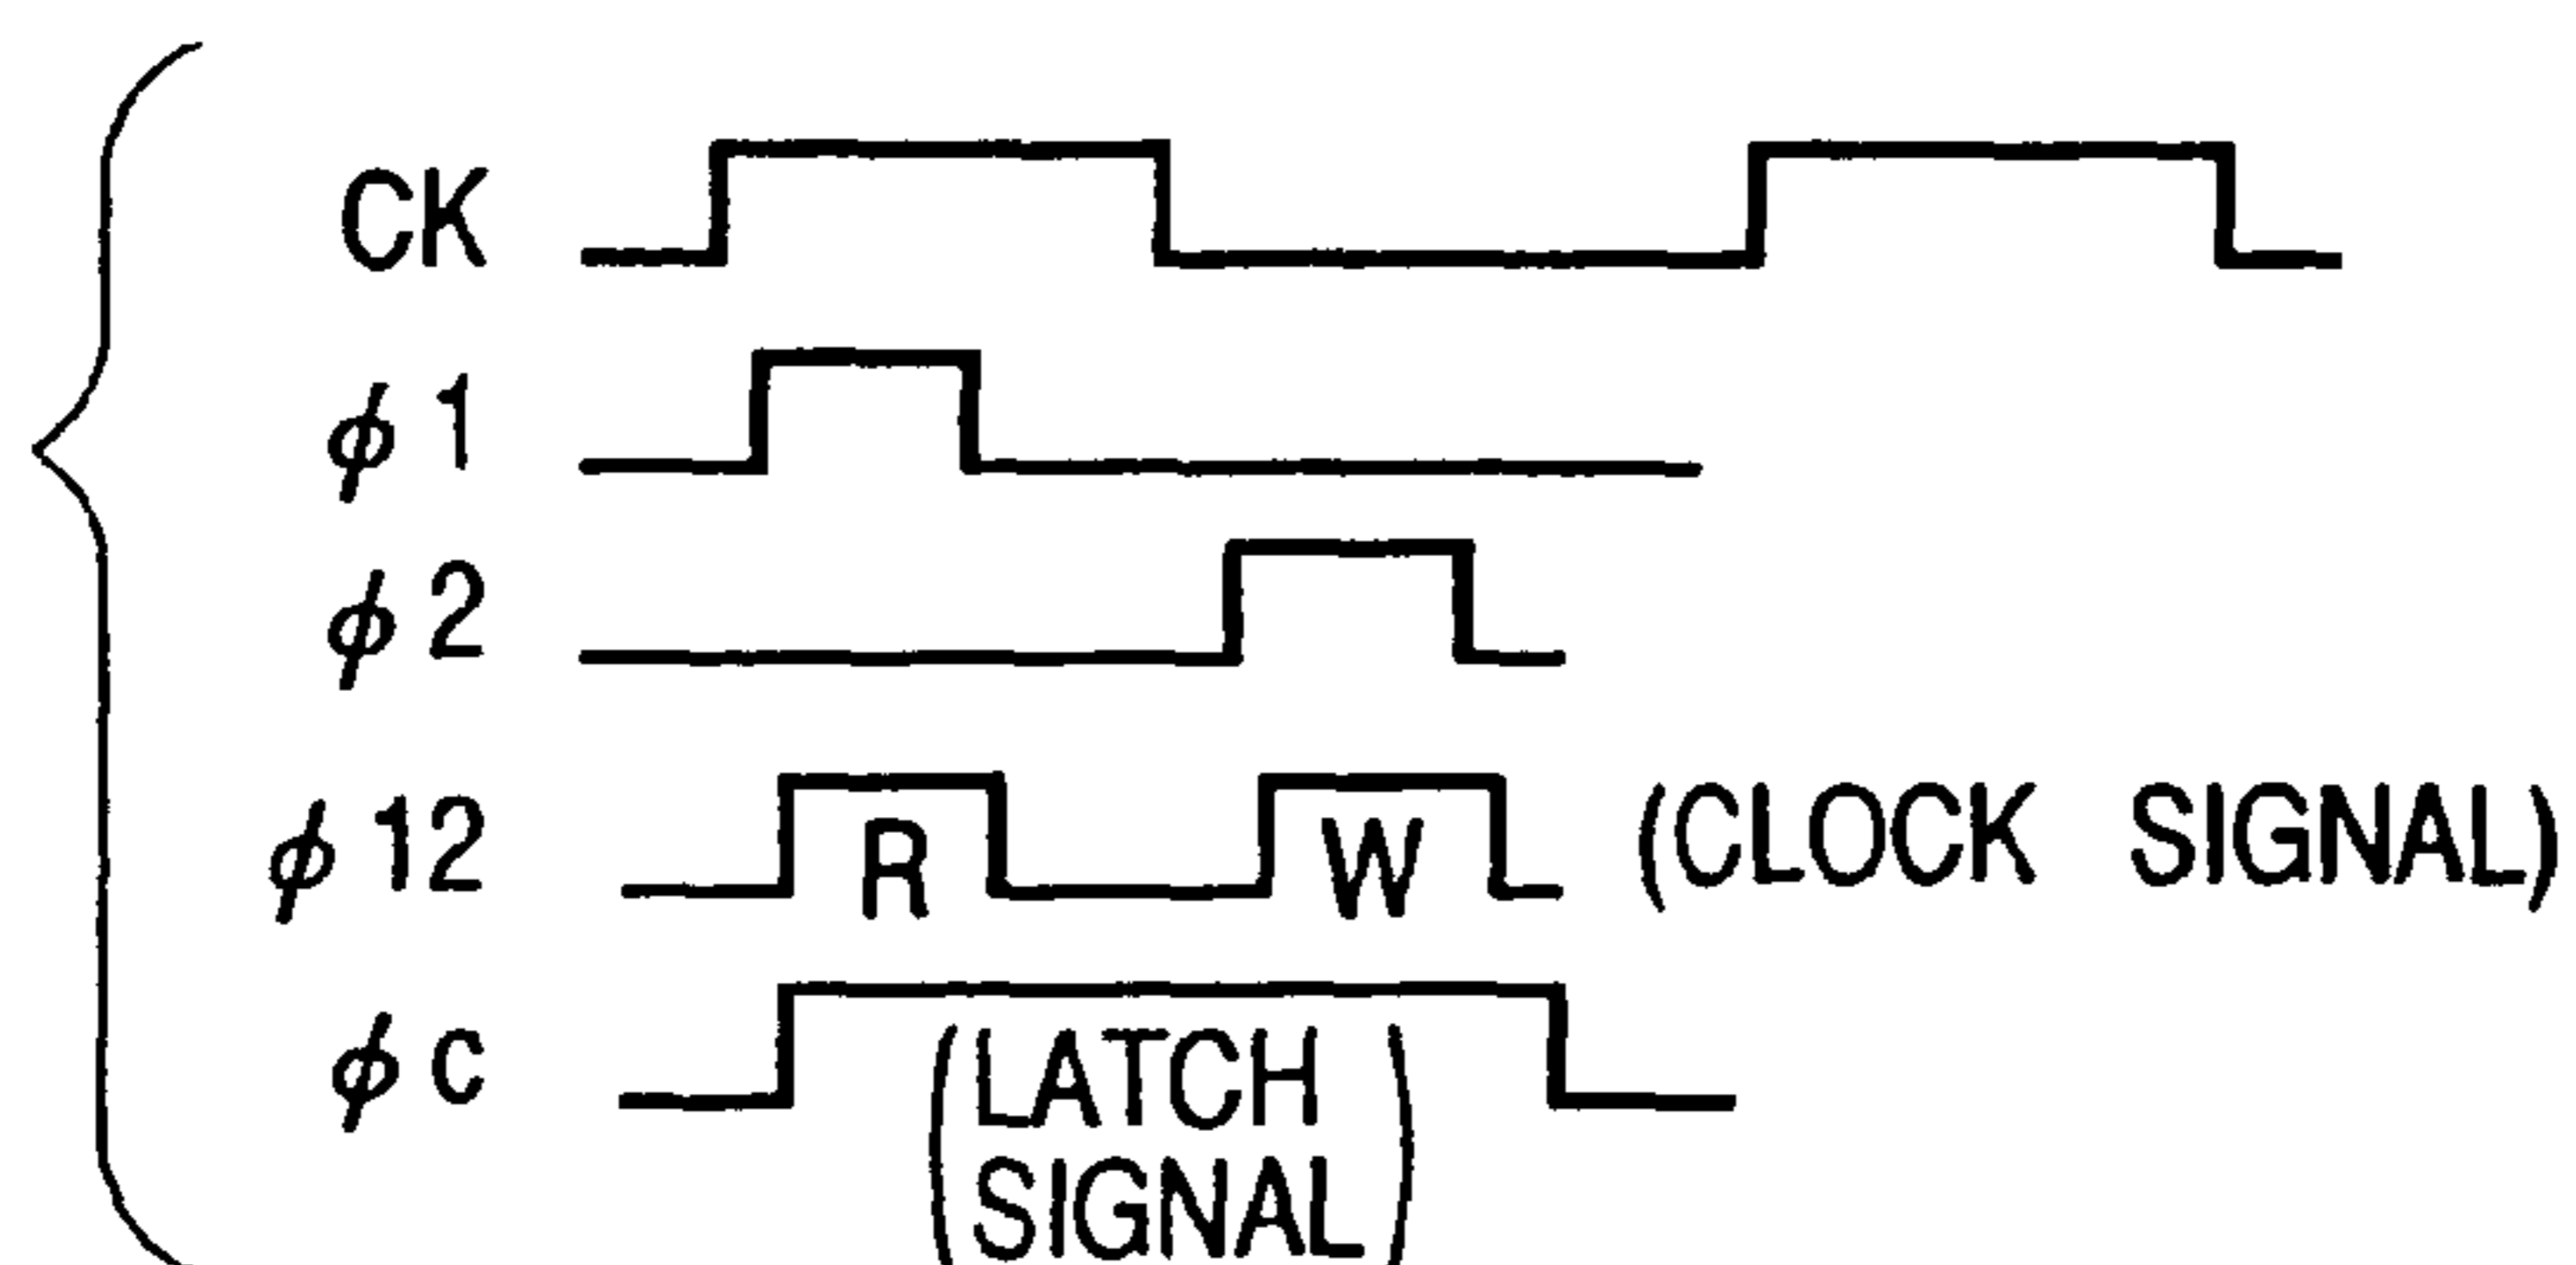 CK
φ1
φ2
φ12 R W (CLOCK SIGNAL)
φc (LATCH
SIGNAL)